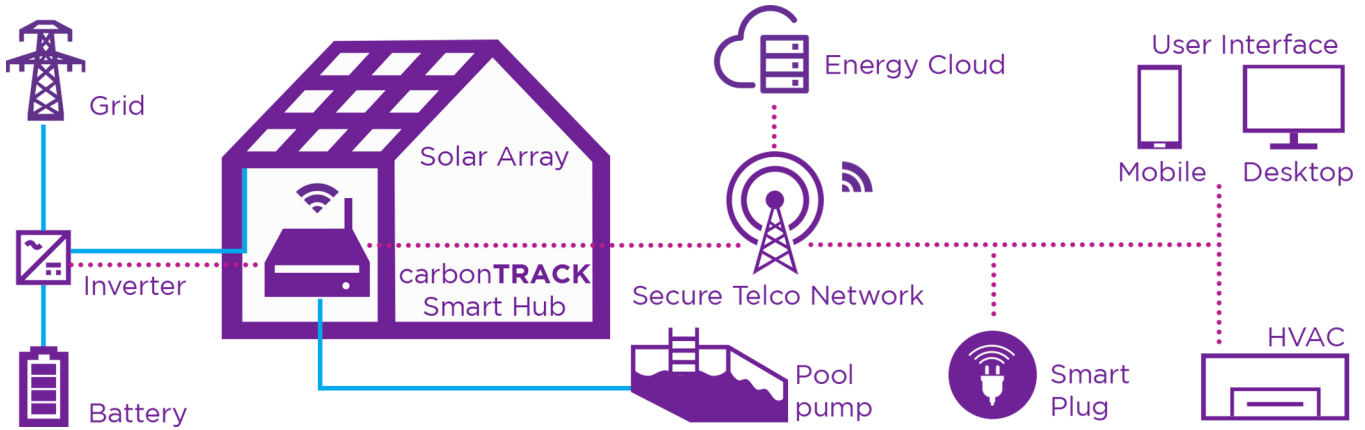 Grid
Inverter
Battery
Solar Array
carbonTRACK
Smart Hub
Energy Cloud
Secure Telco Network
Pool
pump
Smart
Plug
User Interface
Mobile
Desktop
HVAC